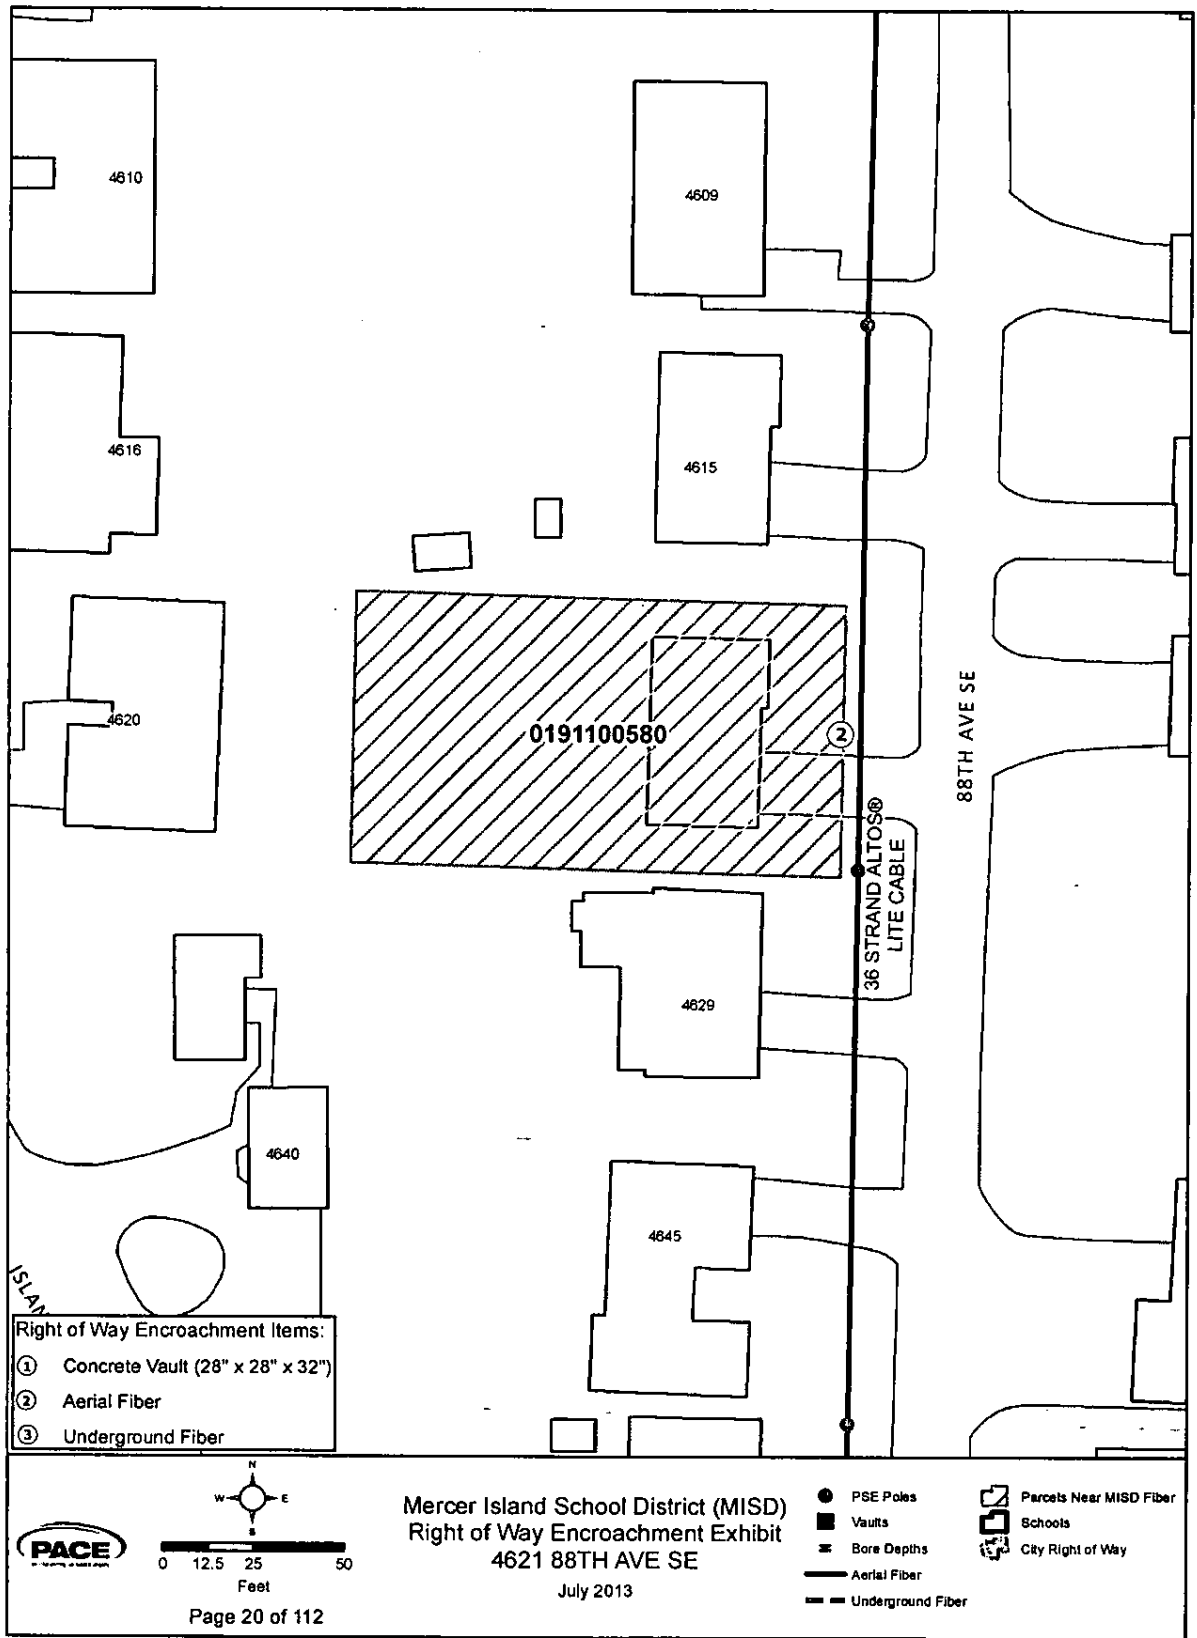 4610
4609
4616
4615
4620
0191100580
2
88TH AVE SE
36 STRAND ALTOS®
LITE CABLE
4629
4640
4645
ISLAN
Right of Way Encroachment Items:
1 Concrete Vault (28" x 28" x 32")
2 Aerial Fiber
3 Underground Fiber
N
W E
S
PACE
0 12.5 25 50
Feet
Page 20 of 112
Mercer Island School District (MISD)
Right of Way Encroachment Exhibit
4621 88TH AVE SE
July 2013
PSE Poles
Vaults
Bore Depths
Aerial Fiber
Underground Fiber
Parcels Near MISD Fiber
Schools
City Right of Way